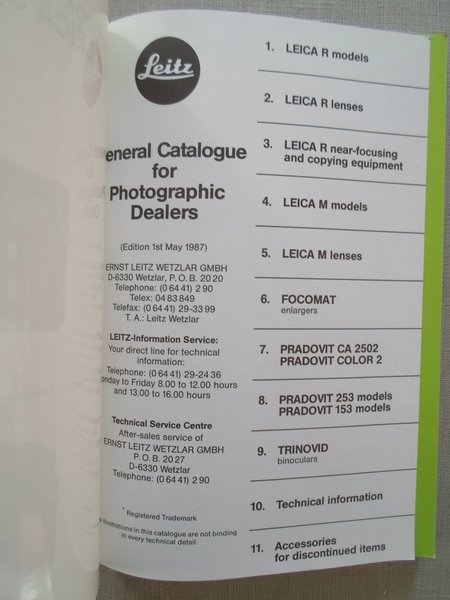 Leitz
General Catalogue
for
Photographic
Dealers
(Edition 1st May 1987)
ERNST LEITZ WETZLAR GMBH
D-6330 Wetzlar, P. O. B. 20 20
Telephone: (0 64 41) 2 90
Telex: 04 83 849
Telefax: (0 64 41) 29-33 99
T. A.: Leitz Wetzlar
LEITZ-Information Service:
Your direct line for technical
information:
Telephone: (0 64 41) 29-24 36
Monday to Friday 8.00 to 12.00 hours
and 13.00 to 16.00 hours
Technical Service Centre
After-sales service of
ERNST LEITZ WETZLAR GMBH
P. O. B. 20 27
D-6330 Wetzlar
Telephone: (0 64 41) 2 90
* Registered Trademark
illustrations in this catalogue are not binding
in every technical detail.
1. LEICA R models
2. LEICA R lenses
3. LEICA R near-focusing
and copying equipment
4. LEICA M models
5. LEICA M lenses
6. FOCOMAT
enlargers
7. PRADOVIT CA 2502
PRADOVIT COLOR 2
8. PRADOVIT 253 models
PRADOVIT 153 models
9. TRINOVID
binoculars
10. Technical information
11. Accessories
for discontinued items